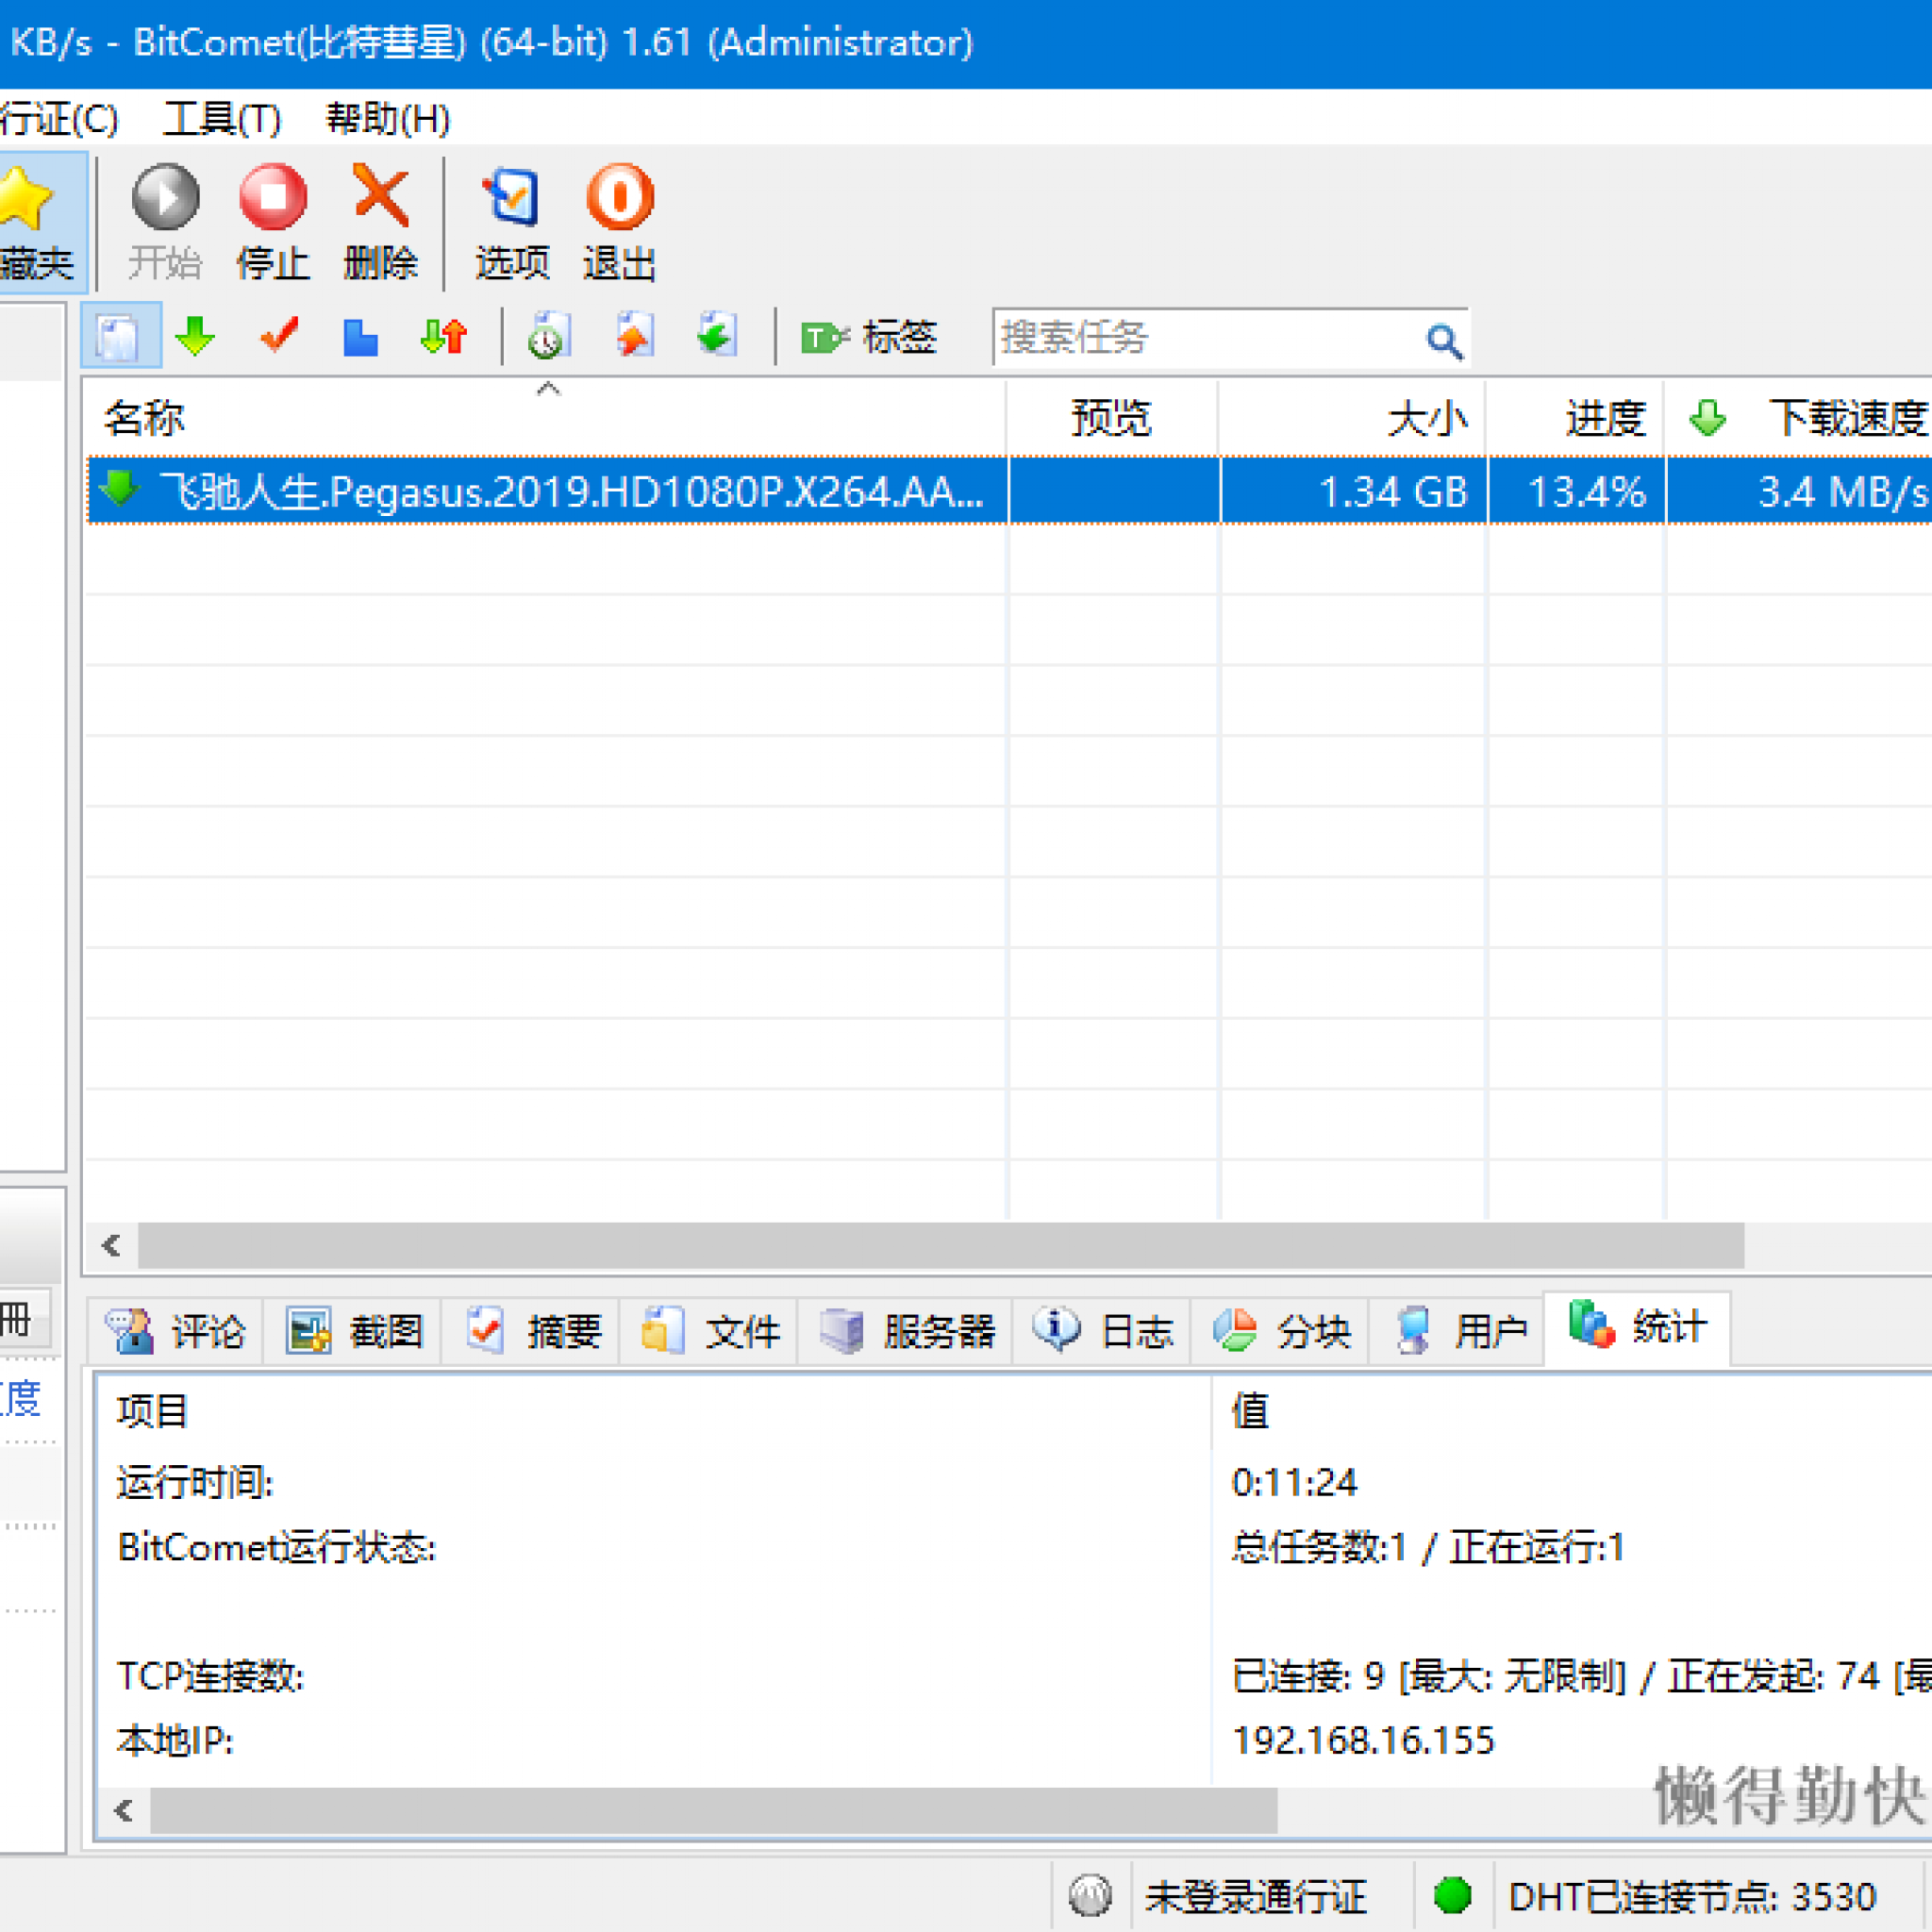 KB/s - BitComet(比特彗星) (64-bit) 1.61 (Administrator)
行证(C) 工具(T) 帮助(H)
藏夹 开始 停止 删除 选项 退出
标签 搜索任务
名称 预览 大小 进度 下载速度
飞驰人生.Pegasus.2019.HD1080P.X264.AA... 1.34 GB 13.4% 3.4 MB/s
册
度
评论 截图 摘要 文件 服务器 日志 分块 用户 统计
项目 值
运行时间: 0:11:24
BitComet运行状态: 总任务数:1 / 正在运行:1
TCP连接数: 已连接: 9 [最大: 无限制] / 正在发起: 74 [最
本地IP: 192.168.16.155
懒得勤快
未登录通行证 DHT已连接节点: 3530